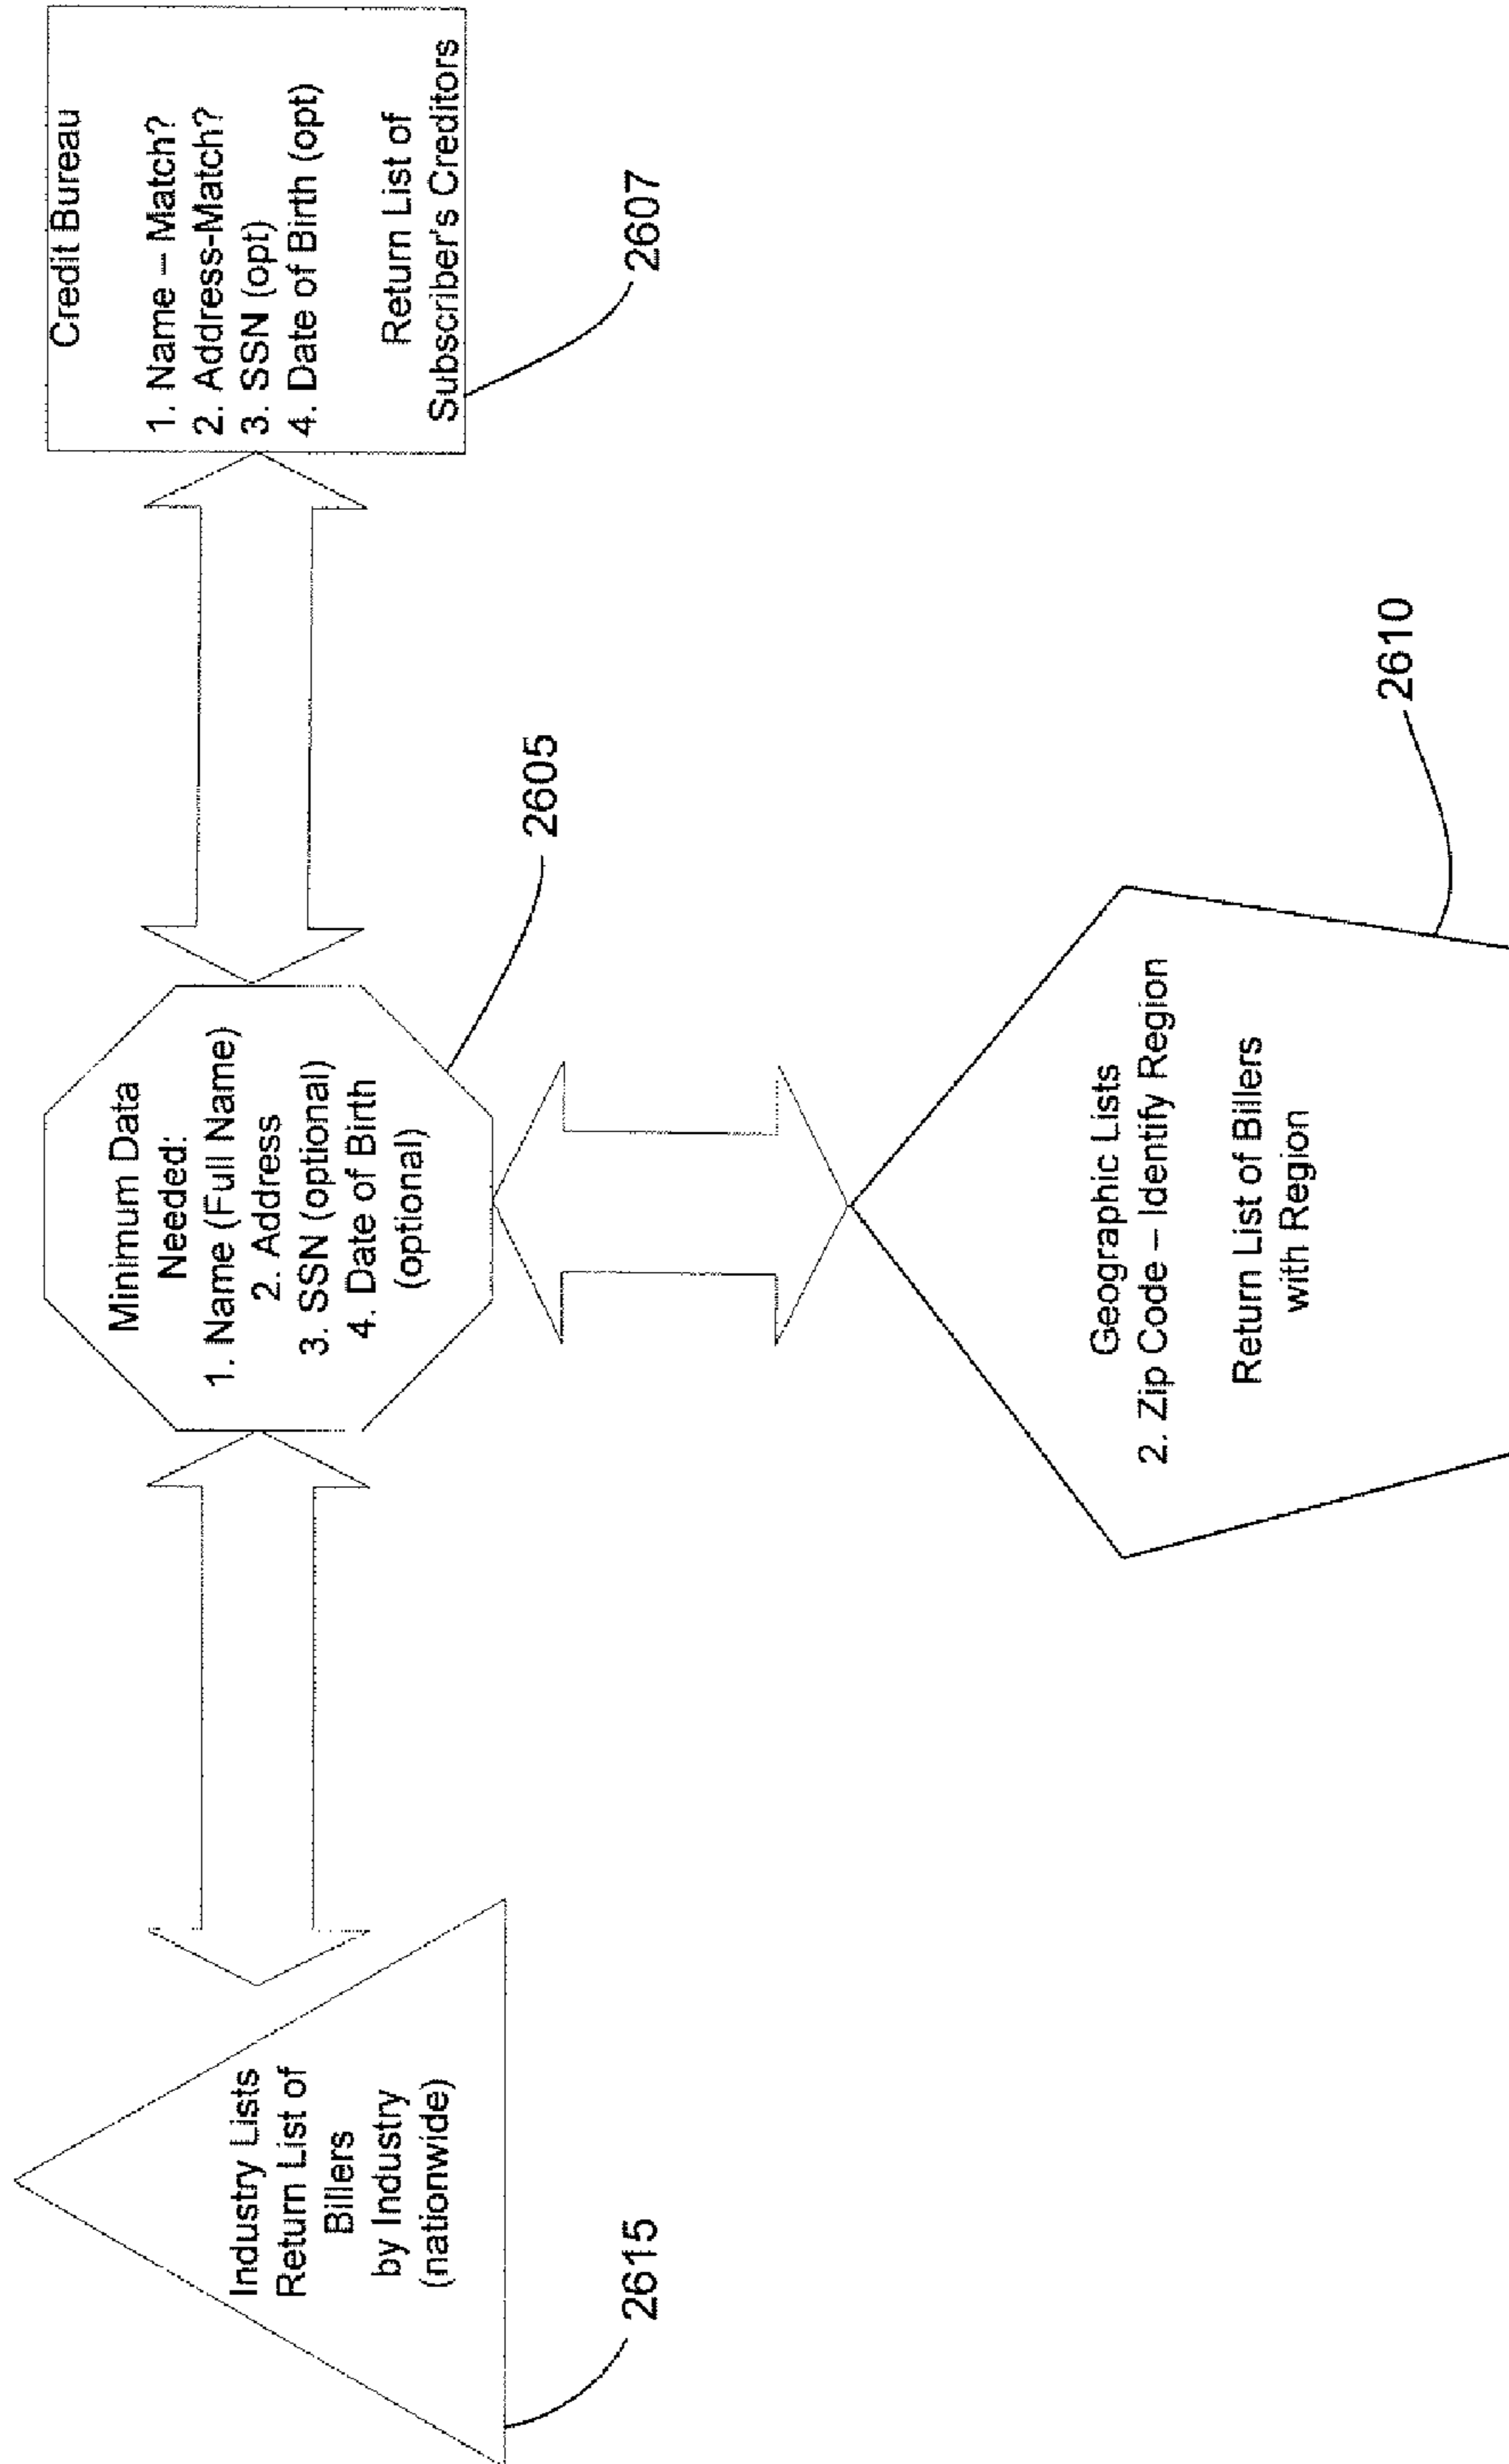 Industry Lists
Return List of
Billers
by Industry
(nationwide)
2615
Minimum Data
Needed:
1. Name (Full Name)
2. Address
3. SSN (optional)
4. Date of Birth
(optional)
2605
Credit Bureau
1. Name – Match?
2. Address-Match?
3. SSN (opt)
4. Date of Birth (opt)
Return List of
Subscriber's Creditors
2607
Geographic Lists
2. Zip Code – Identify Region
Return List of Billers
with Region
2610